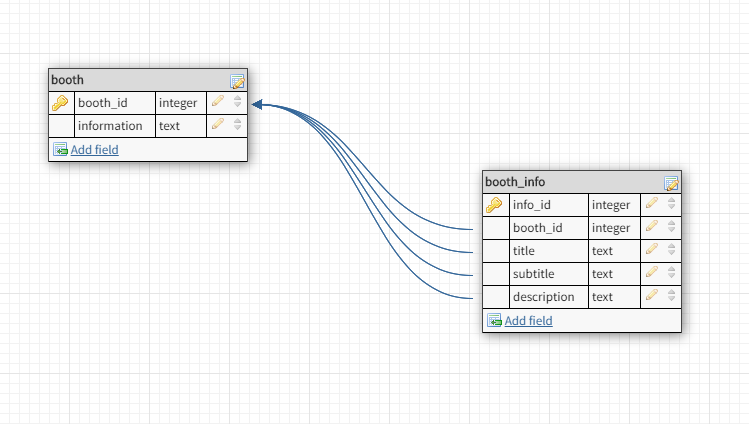 booth
booth_id integer
information text
Add field
booth_info
info_id integer
booth_id integer
title text
subtitle text
description text
Add field